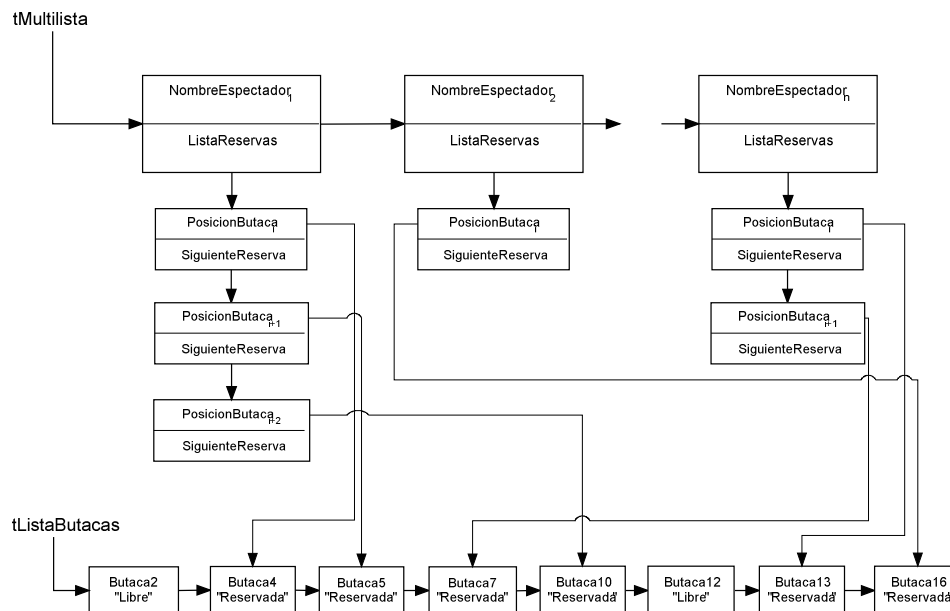 tMultilista
NombreEspectador1
ListaReservas
NombreEspectador2
ListaReservas
NombreEspectadorn
ListaReservas
PosicionButacai
SiguienteReserva
PosicionButacai
SiguienteReserva
PosicionButacai
SiguienteReserva
PosicionButacai+1
SiguienteReserva
PosicionButacai+1
SiguienteReserva
PosicionButacai+2
SiguienteReserva
tListaButacas
Butaca2
"Libre"
Butaca4
"Reservada"
Butaca5
"Reservada"
Butaca7
"Reservada"
Butaca10
"Reservada"
Butaca12
"Libre"
Butaca13
"Reservada"
Butaca16
"Reservada"